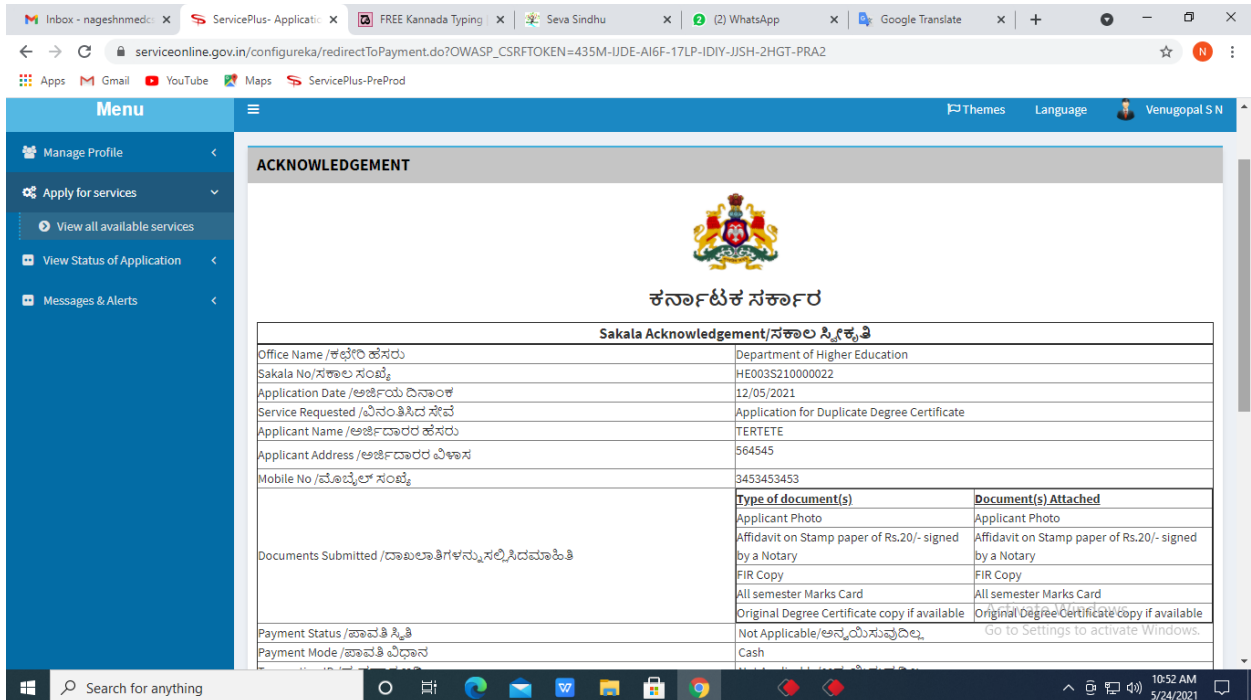 Inbox - nageshnmedc
ServicePlus- Applicatio
FREE Kannada Typing
Seva Sindhu
(2) WhatsApp
Google Translate
serviceonline.gov.in/configureka/redirectToPayment.do?OWASP_CSRFTOKEN=435M-IJDE-AI6F-17LP-IDIY-JJSH-2HGT-PRA2
N
Apps Gmail YouTube Maps ServicePlus-PreProd
Menu
Themes Language Venugopal S N
Manage Profile
Apply for services
View all available services
View Status of Application
Messages & Alerts
ACKNOWLEDGEMENT
ಕರ್ನಾಟಕ ಸರ್ಕಾರ
Sakala Acknowledgement/ಸಕಾಲ ಸ್ವೀಕೃತಿ
Office Name /ಕಛೇರಿ ಹೆಸರು Department of Higher Education
Sakala No/ಸಕಾಲ ಸಂಖ್ಯೆ HE003S210000022
Application Date /ಅರ್ಜಿಯ ದಿನಾಂಕ 12/05/2021
Service Requested /ವಿನಂತಿಸಿದ ಸೇವೆ Application for Duplicate Degree Certificate
Applicant Name /ಅರ್ಜಿದಾರರ ಹೆಸರು TERTETE
Applicant Address /ಅರ್ಜಿದಾರರ ವಿಳಾಸ 564545
Mobile No /ಮೊಬೈಲ್ ಸಂಖ್ಯೆ 3453453453
Documents Submitted /ದಾಖಲಾತಿಗಳನ್ನು ಸಲ್ಲಿಸಿದಮಾಹಿತಿ
Type of document(s) Document(s) Attached
Applicant Photo Applicant Photo
Affidavit on Stamp paper of Rs.20/- signed Affidavit on Stamp paper of Rs.20/- signed
by a Notary by a Notary
FIR Copy FIR Copy
All semester Marks Card All semester Marks Card
Original Degree Certificate copy if available Original Degree Certificate copy if available
Payment Status /ಪಾವತಿ ಸ್ಥಿತಿ Not Applicable/ಅನ್ವಯಿಸುವುದಿಲ್ಲ
Payment Mode /ಪಾವತಿ ವಿಧಾನ Cash
Activate Windows
Go to Settings to activate Windows.
Search for anything
10:52 AM
5/24/2021